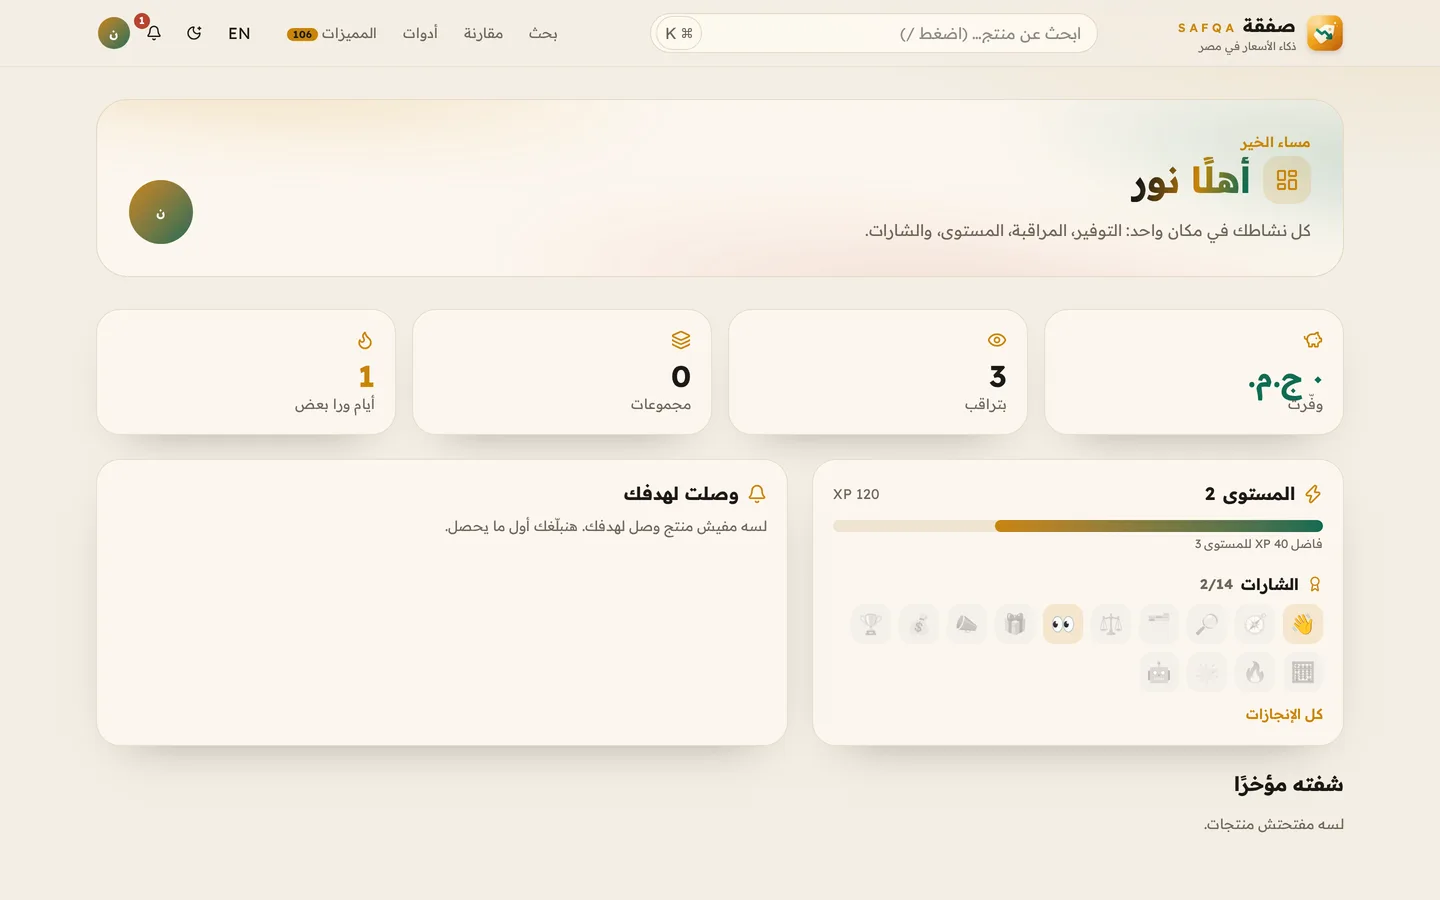 صفقة SAFQA
ذكاء الأسعار في مصر
ابحث عن منتج... (اضغط /)
⌘ K
بحث
مقارنة
أدوات
المميزات 106
EN
1
ن
مساء الخير
أهلًا نور
كل نشاطك في مكان واحد: التوفير، المراقبة، المستوى، والشارات.
ن
٠ ج.م.
وفّرت
3
بتراقب
0
مجموعات
1
أيام ورا بعض
المستوى 2
120 XP
فاضل 40 XP للمستوى 3
الشارات 2/14
كل الإنجازات
وصلت لهدفك
لسه مفيش منتج وصل لهدفك. هنبلّغك أول ما يحصل.
شفته مؤخرًا
لسه مفتحتش منتجات.